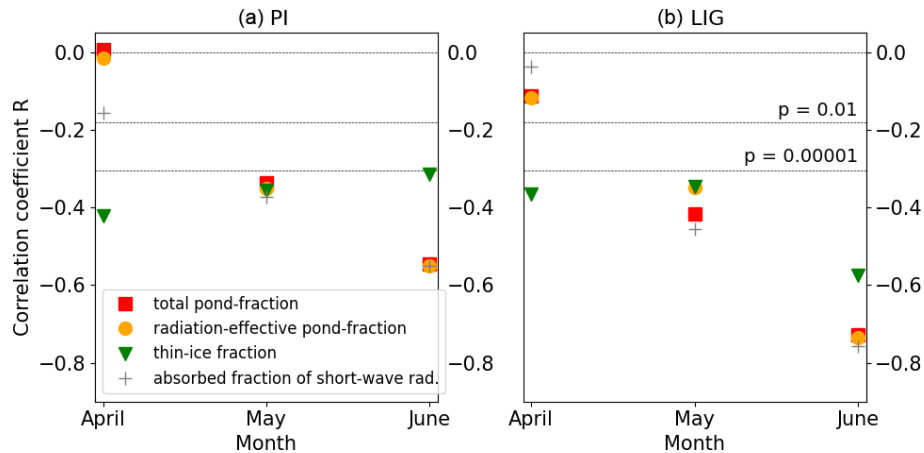 (a) PI
(b) LIG
Correlation coefficient R
0.0
−0.2
−0.4
−0.6
−0.8
0.0
−0.2
−0.4
−0.6
−0.8
0.0
−0.2
−0.4
−0.6
−0.8
p = 0.01
p = 0.00001
total pond-fraction
radiation-effective pond-fraction
thin-ice fraction
absorbed fraction of short-wave rad.
April
May
June
April
May
June
Month
Month